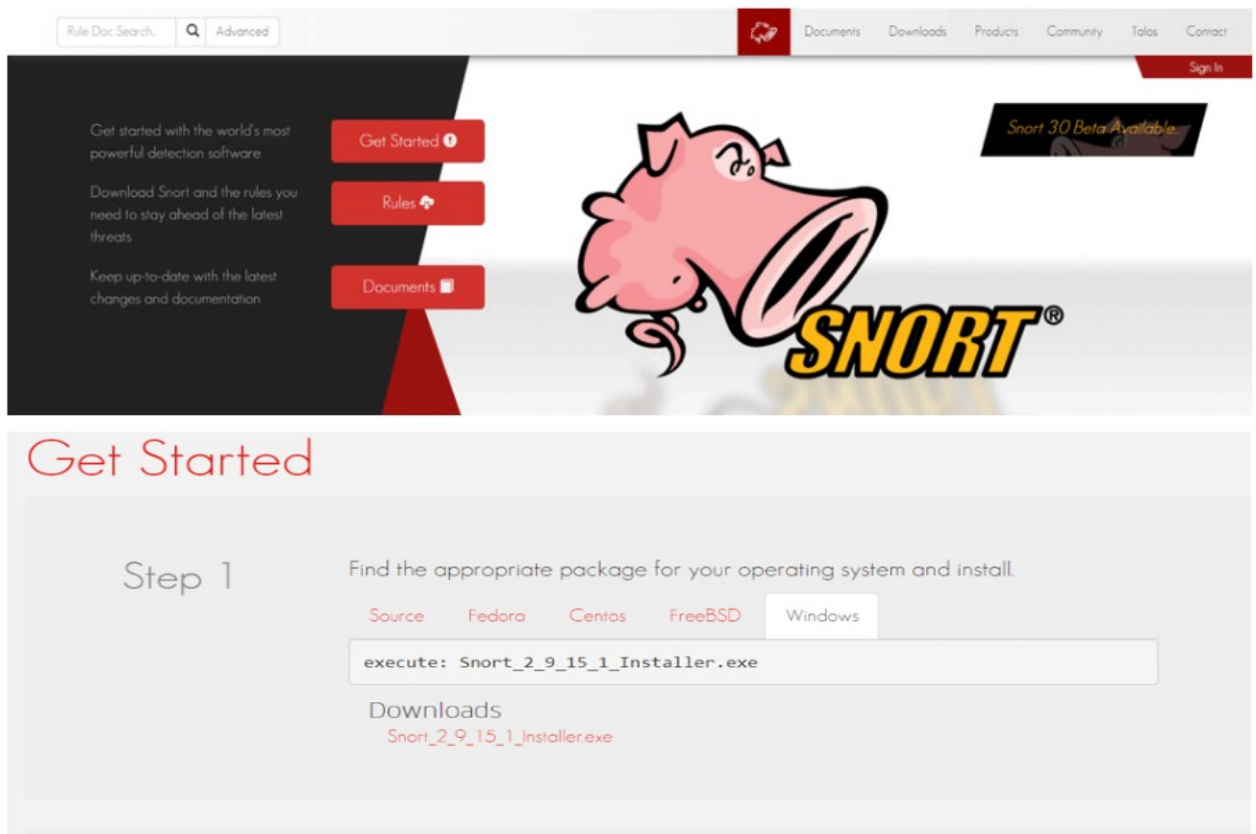 Rule Doc Search..
Advanced
Documents
Downloads
Products
Community
Talos
Contact
Sign In
Get started with the world's most
powerful detection software
Get Started
Download Snort and the rules you
need to stay ahead of the latest
threats
Rules
Keep up-to-date with the latest
changes and documentation
Documents
Snort 3.0 Beta Available..
SNORT®
Get Started
Step 1
Find the appropriate package for your operating system and install.
Source
Fedora
Centos
FreeBSD
Windows
execute: Snort_2_9_15_1_Installer.exe
Downloads
Snort_2_9_15_1_Installer.exe